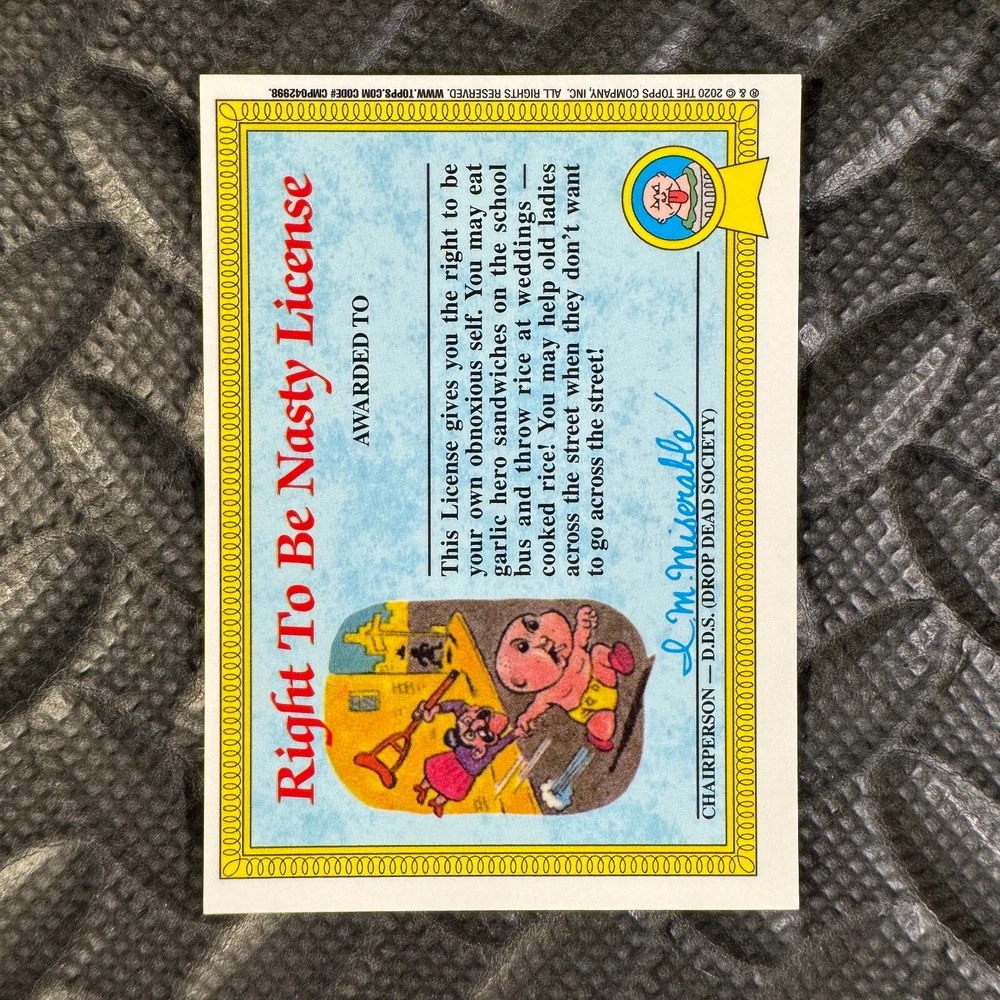 Right To Be Nasty License
AWARDED TO
This License gives you the right to be
your own obnoxious self. You may eat
garlic hero sandwiches on the school
bus and throw rice at weddings —
cooked rice! You may help old ladies
across the street when they don't want
to go across the street!
I. M. Miserable
CHAIRPERSON — D.D.S. (DROP DEAD SOCIETY)
® & © 2020 THE TOPPS COMPANY, INC. ALL RIGHTS RESERVED. WWW.TOPPS.COM CODE# CMP042998.